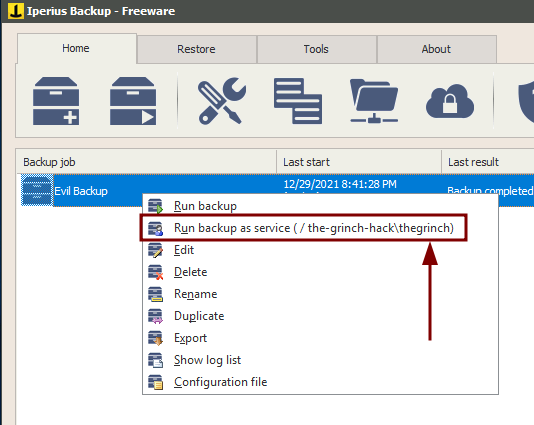 Iperius Backup - Freeware
Home Restore Tools About
Backup job Last start Last result
Evil Backup 12/29/2021 8:41:28 PM Backup completed
Run backup
Run backup as service ( / the-grinch-hack\thegrinch)
Edit
Delete
Rename
Duplicate
Export
Show log list
Configuration file